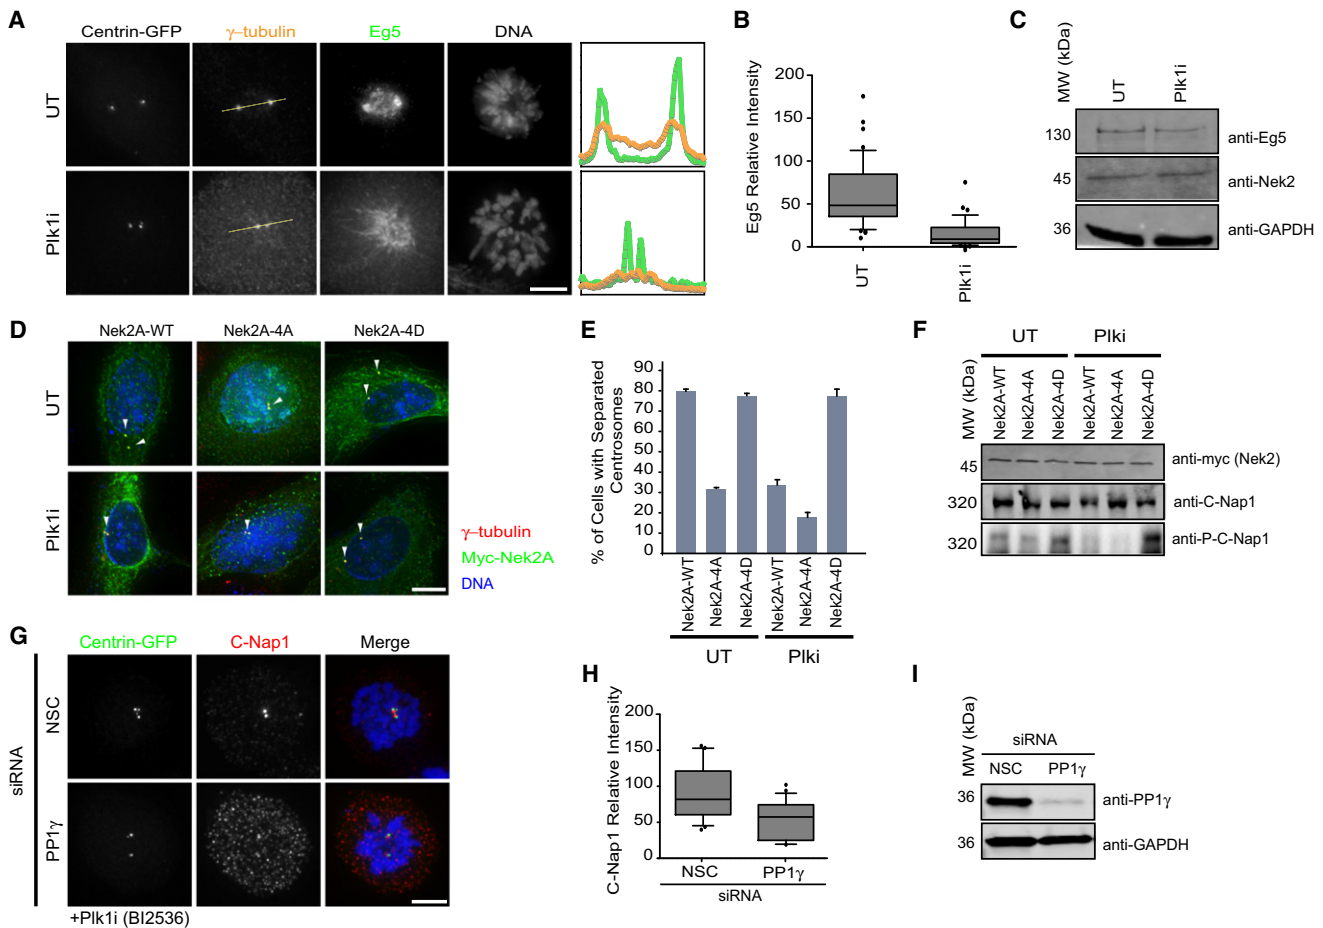 A
Centrin-GFP
γ–tubulin
Eg5
DNA
UT
Plk1i
B
Eg5 Relative Intensity
200
150
100
50
0
UT
Plk1i
C
MW (kDa)
UT
Plk1i
130
anti-Eg5
45
anti-Nek2
36
anti-GAPDH
D
Nek2A-WT
Nek2A-4A
Nek2A-4D
UT
Plk1i
γ–tubulin
Myc-Nek2A
DNA
E
% of Cells with Separated
Centrosomes
90
80
70
60
50
40
30
20
10
0
Nek2A-WT
Nek2A-4A
Nek2A-4D
Nek2A-WT
Nek2A-4A
Nek2A-4D
UT
Plki
F
UT
Plki
MW (kDa)
Nek2A-WT
Nek2A-4A
Nek2A-4D
Nek2A-WT
Nek2A-4A
Nek2A-4D
45
anti-myc (Nek2)
320
anti-C-Nap1
320
anti-P-C-Nap1
G
Centrin-GFP
C-Nap1
Merge
siRNA
NSC
PP1γ
+Plk1i (BI2536)
H
C-Nap1 Relative Intensity
200
150
100
50
0
NSC
PP1γ
siRNA
I
MW (kDa)
siRNA
NSC
PP1γ
36
anti-PP1γ
36
anti-GAPDH